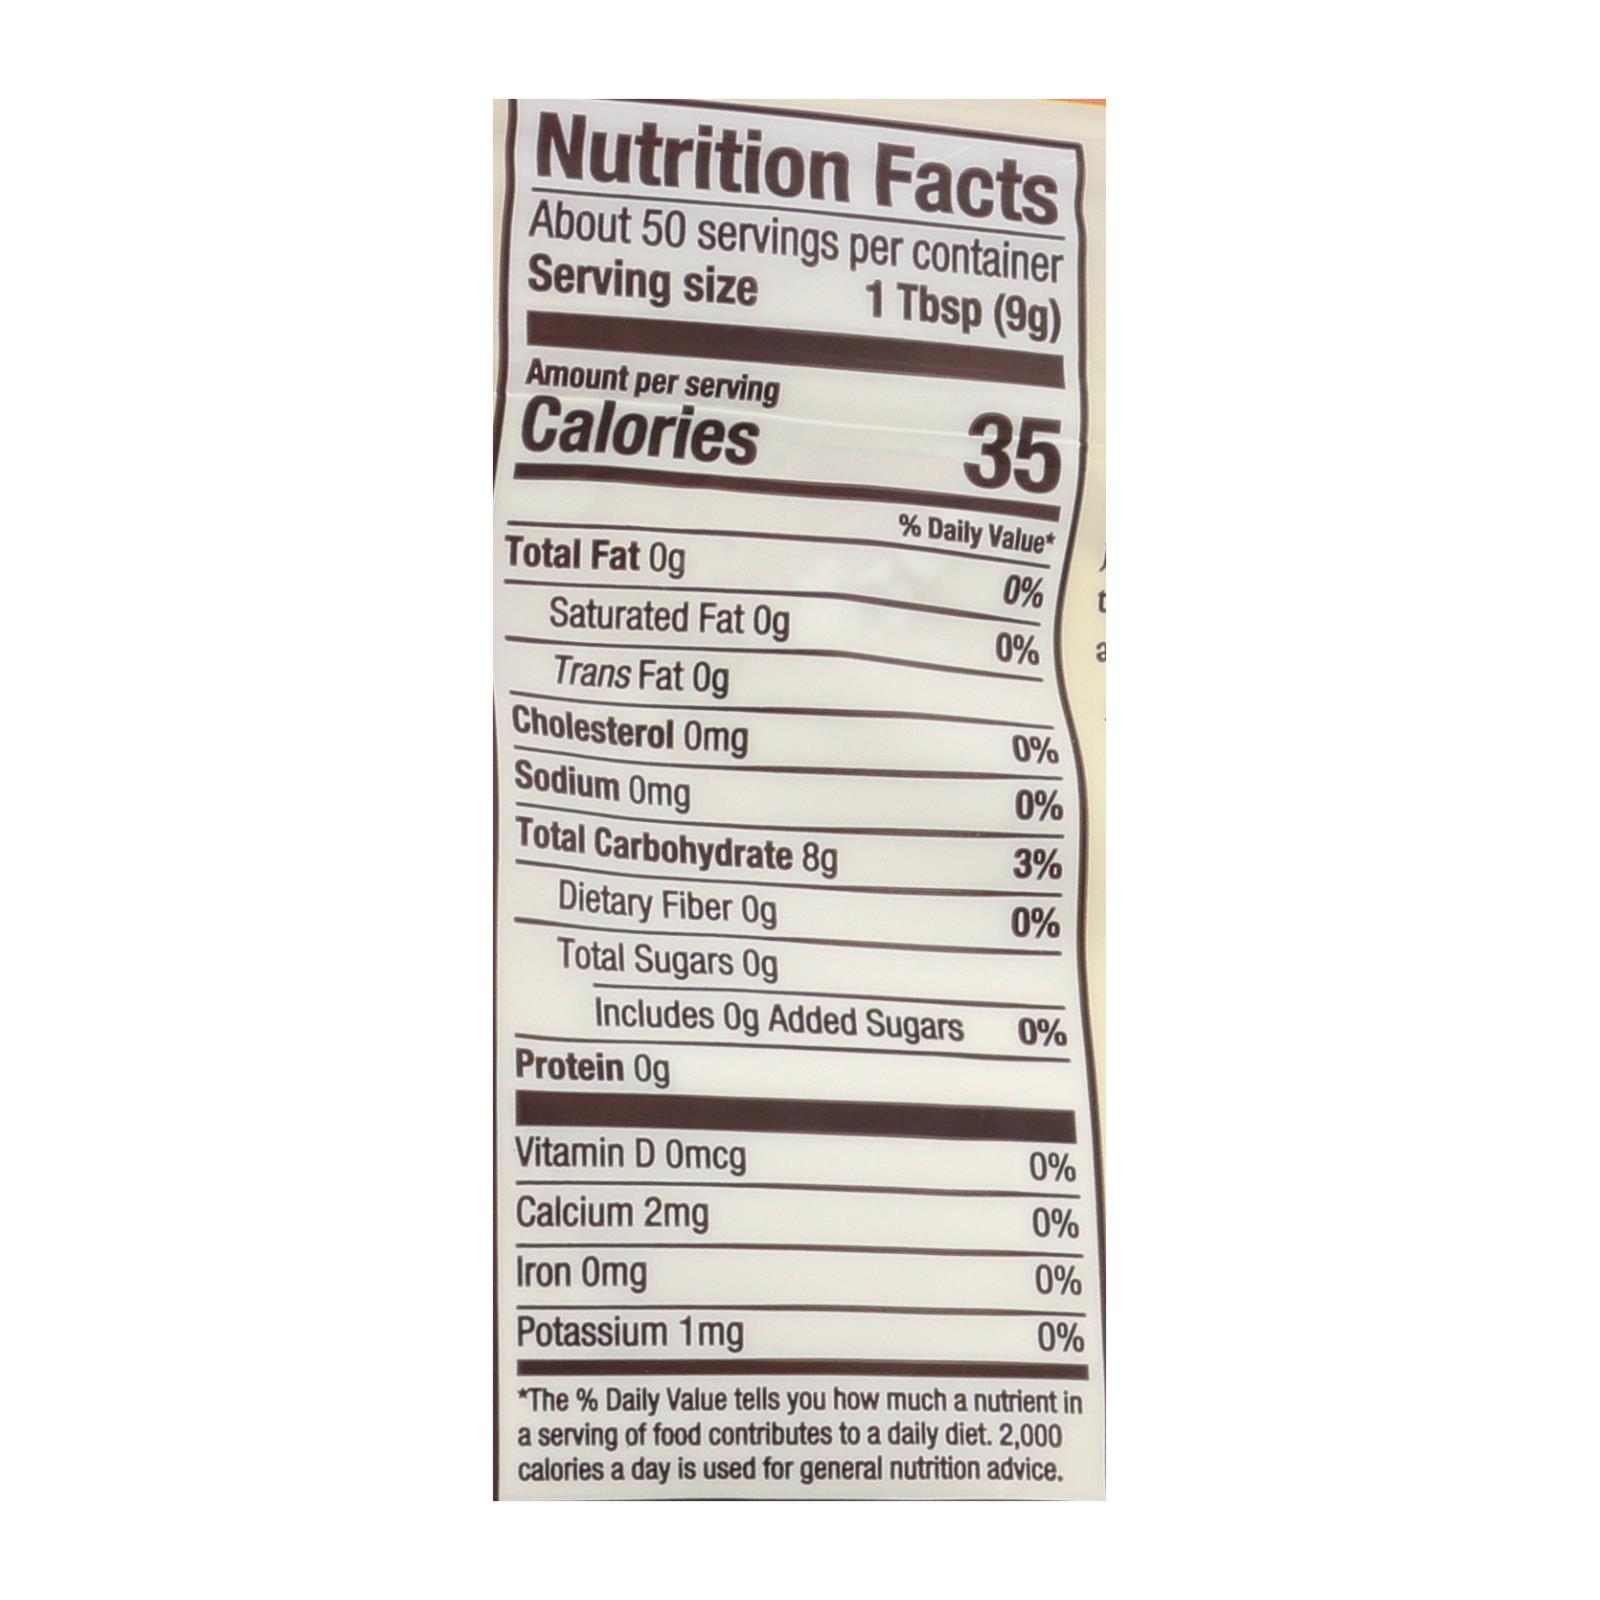 Nutrition Facts
About 50 servings per container
Serving size 1 Tbsp (9g)
Amount per serving
Calories 35
% Daily Value*
Total Fat 0g 0%
Saturated Fat 0g 0%
Trans Fat 0g
Cholesterol 0mg 0%
Sodium 0mg 0%
Total Carbohydrate 8g 3%
Dietary Fiber 0g 0%
Total Sugars 0g
Includes 0g Added Sugars 0%
Protein 0g
Vitamin D 0mcg 0%
Calcium 2mg 0%
Iron 0mg 0%
Potassium 1mg 0%
*The % Daily Value tells you how much a nutrient in
a serving of food contributes to a daily diet. 2,000
calories a day is used for general nutrition advice.